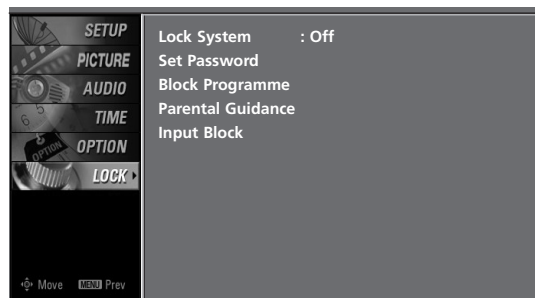 SETUP
PICTURE
AUDIO
TIME
OPTION
LOCK
Move MENU Prev
Lock System : Off
Set Password
Block Programme
Parental Guidance
Input Block